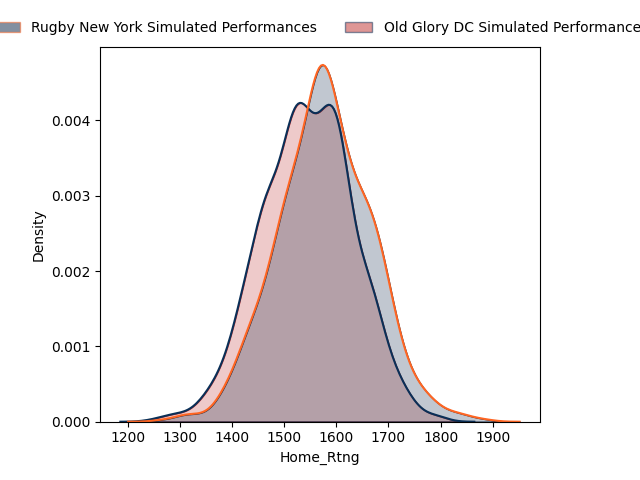 Rugby New York Simulated Performances
Old Glory DC Simulated Performance
0.004
0.003
0.002
0.001
0.000
Density
1200 1300 1400 1500 1600 1700 1800 1900
Home_Rtng